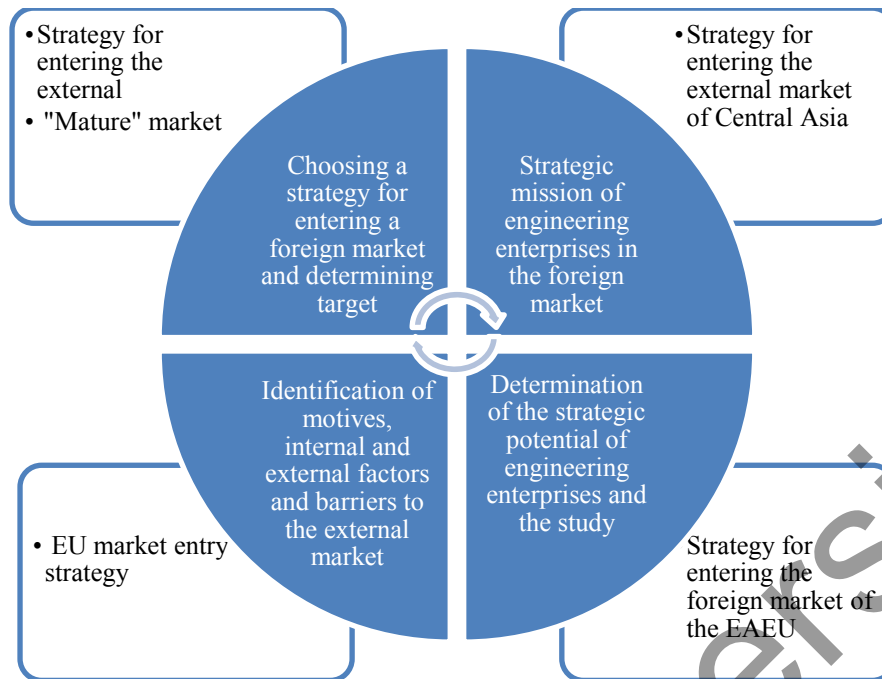 •Strategy for
entering the
external
• "Mature" market
•Strategy for
entering the
external market
of Central Asia
Choosing a
strategy for
entering a
foreign market
and determining
target
Strategic
mission of
engineering
enterprises in
the foreign
market
Identification of
motives,
internal and
external factors
and barriers to
the external
market
Determination
of the strategic
potential of
engineering
enterprises and
the study
• EU market entry
strategy
Strategy for
entering the
foreign market of
the EAEU